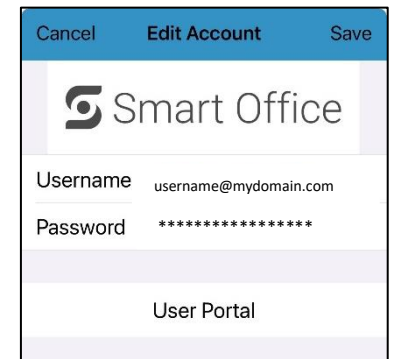 Cancel Edit Account Save
Smart Office
Username username@mydomain.com
Password *****************
User Portal